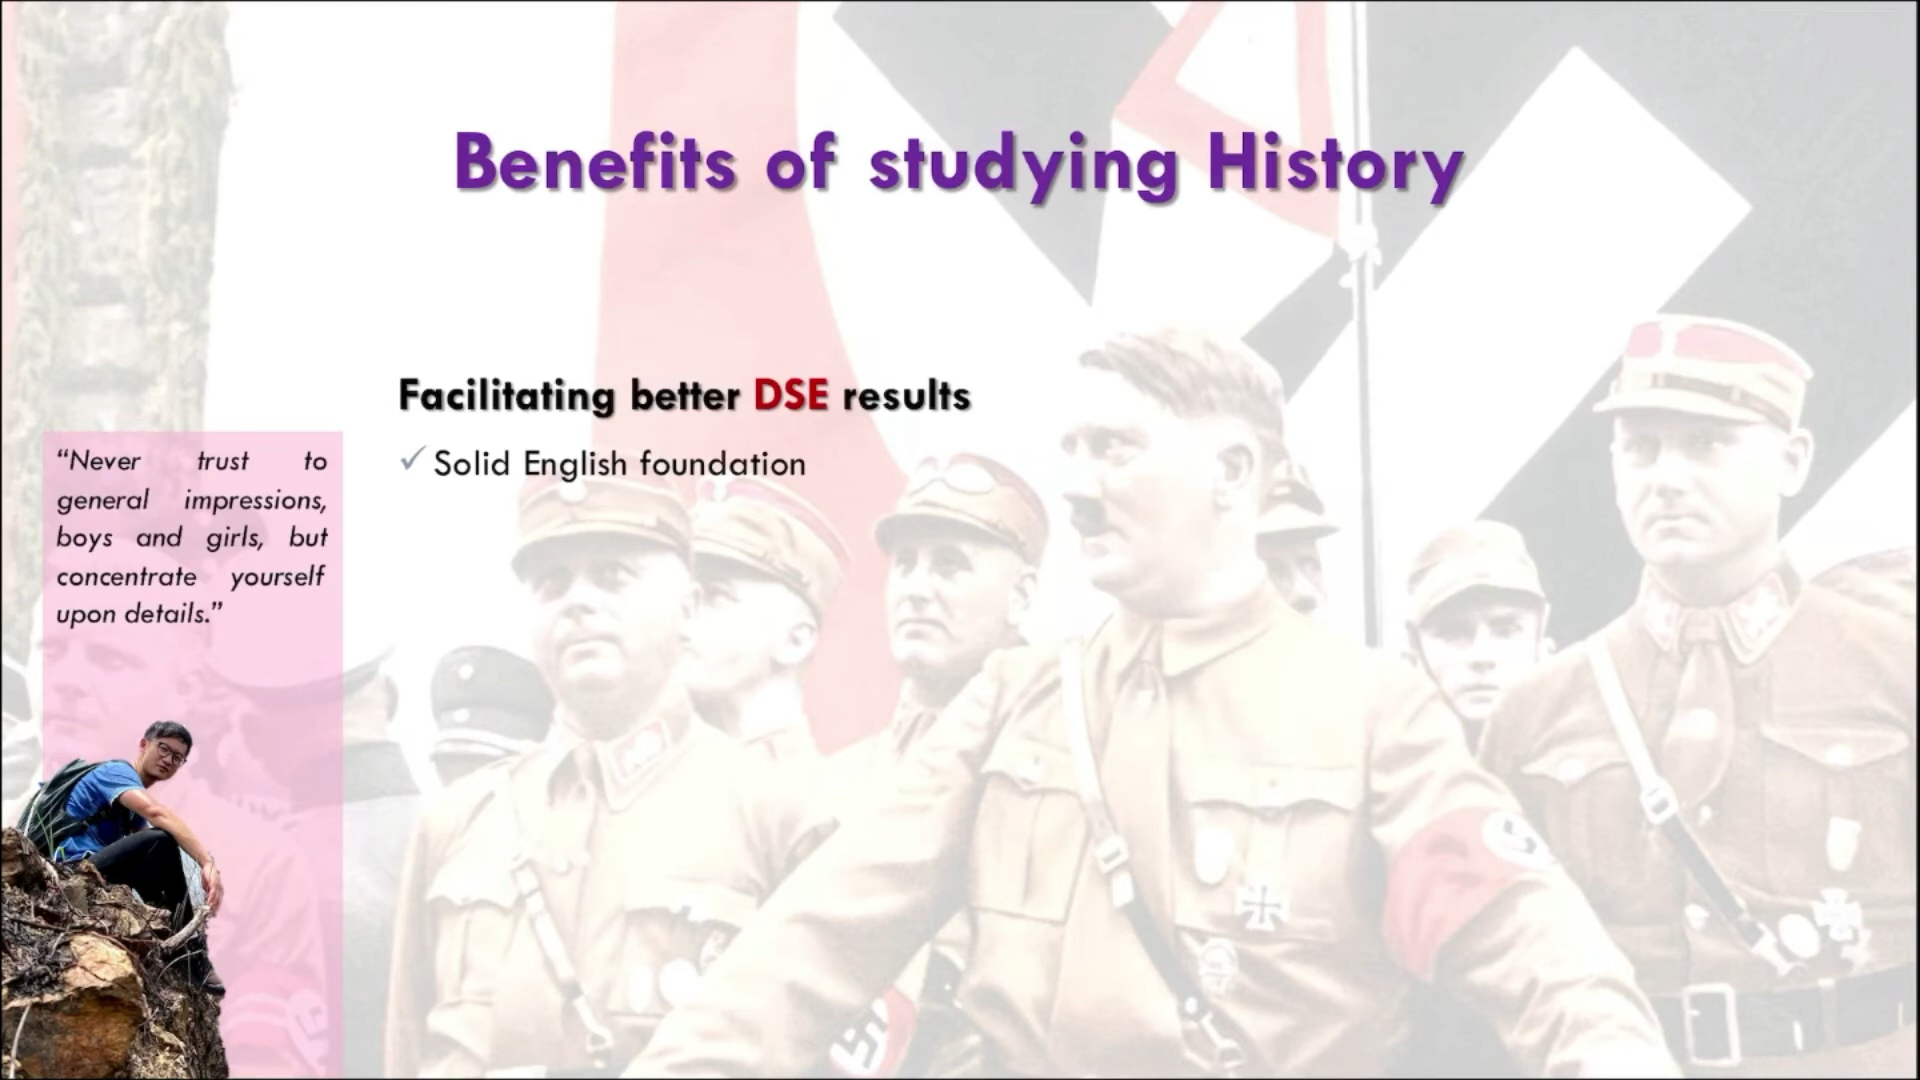 Benefits of studying History
Facilitating better DSE results
✓ Solid English foundation
“Never trust to
general impressions,
boys and girls, but
concentrate yourself
upon details.”